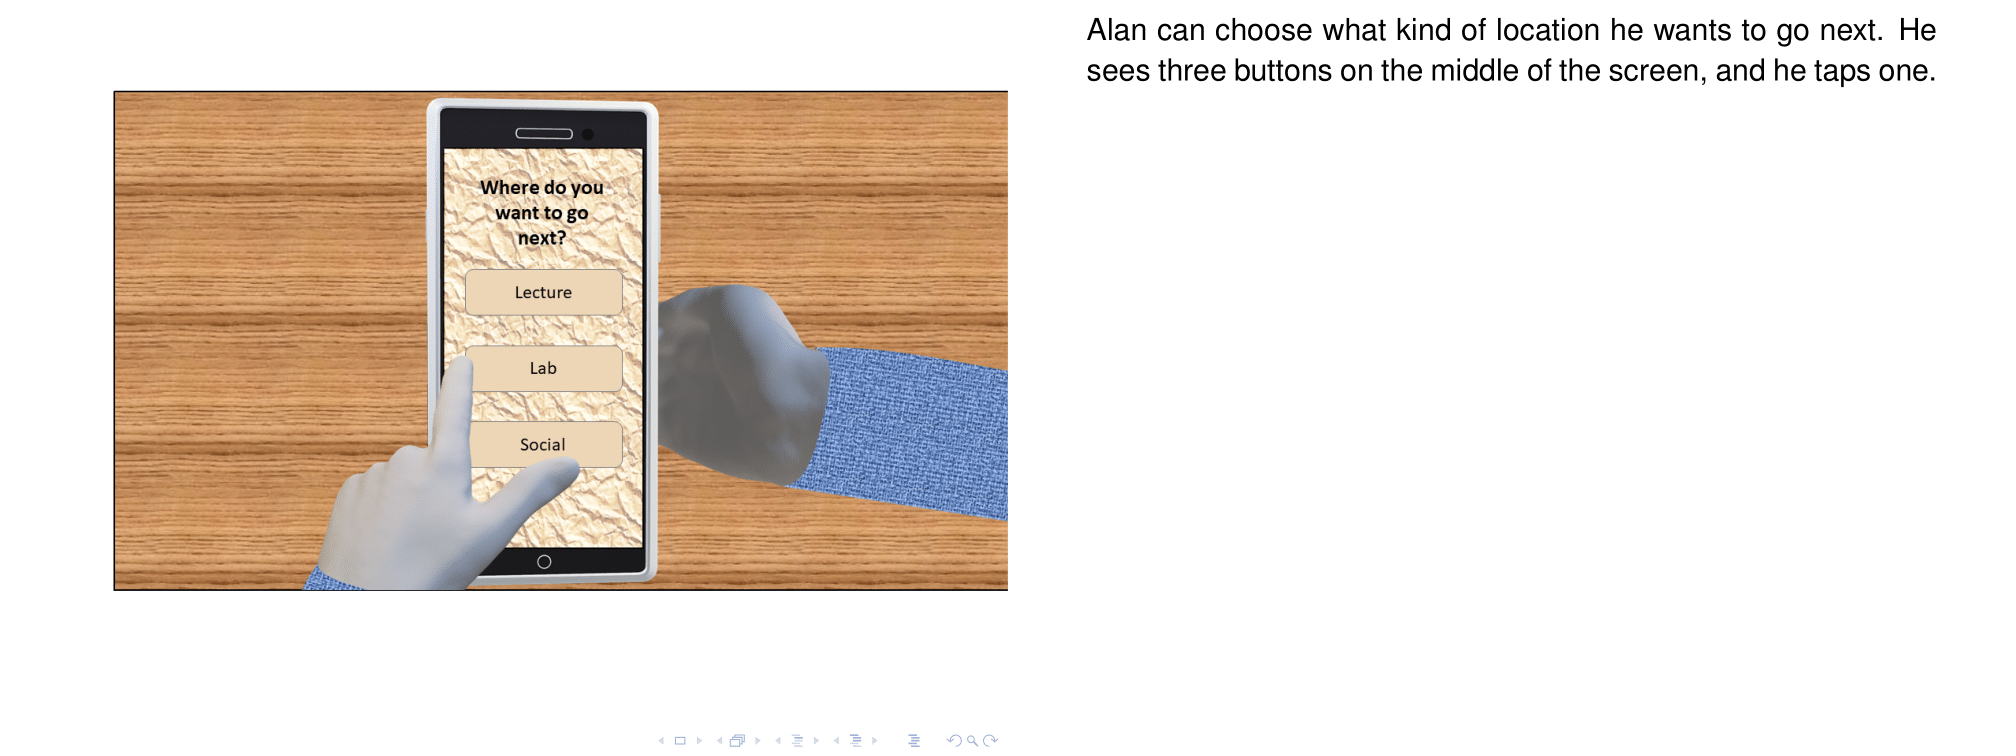 Where do you
want to go
next?
Lecture
Lab
Social
Alan can choose what kind of location he wants to go next. He
sees three buttons on the middle of the screen, and he taps one.